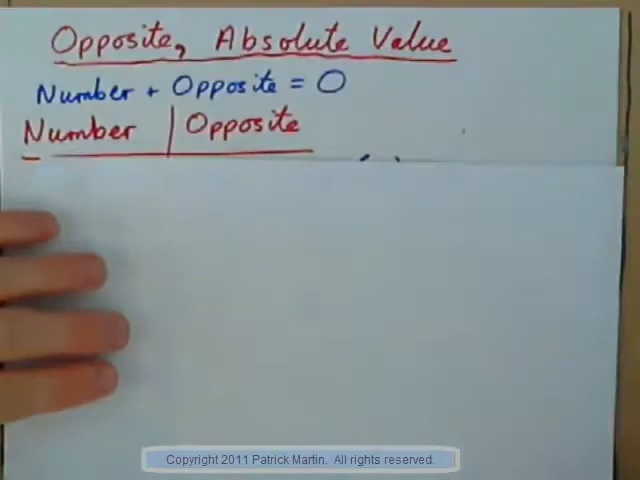 Opposite, Absolute Value
Number + Opposite = 0
Number | Opposite
Copyright 2011 Patrick Martin. All rights reserved.